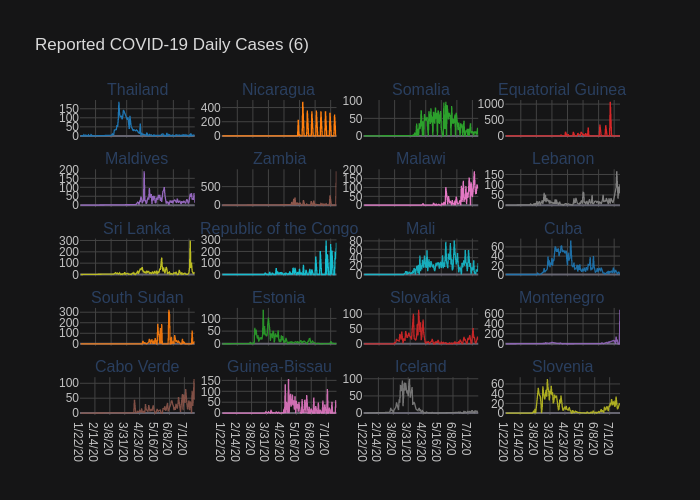 Reported COVID-19 Daily Cases (6)
Thailand Nicaragua Somalia Equatorial Guinea
150 100 50 0 400 200 0 100 50 0 1000 500 0
Maldives Zambia Malawi Lebanon
200 150 100 50 0 500 0 200 150 100 50 0 150 100 50 0
Sri Lanka Republic of the Congo Mali Cuba
300 200 100 0 300 200 100 0 80 60 40 20 0 60 40 20 0
South Sudan Estonia Slovakia Montenegro
300 200 100 0 100 50 0 100 50 0 600 400 200 0
Cabo Verde Guinea-Bissau Iceland Slovenia
100 50 0 150 100 50 0 100 50 0 60 40 20 0
1/22/20 2/14/20 3/8/20 3/31/20 4/23/20 5/16/20 6/8/20 7/1/20 1/22/20 2/14/20 3/8/20 3/31/20 4/23/20 5/16/20 6/8/20 7/1/20 1/22/20 2/14/20 3/8/20 3/31/20 4/23/20 5/16/20 6/8/20 7/1/20 1/22/20 2/14/20 3/8/20 3/31/20 4/23/20 5/16/20 6/8/20 7/1/20